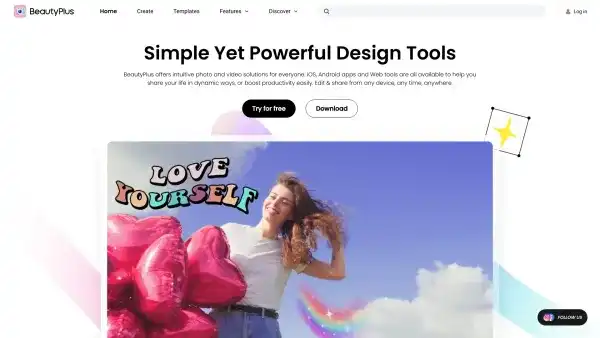 BeautyPlus
Home
Create
Templates
Features
Discover
Log in
Simple Yet Powerful Design Tools
BeautyPlus offers intuitive photo and video solutions for everyone. iOS, Android apps and Web tools are all available to help you
share your life in dynamic ways, or boost productivity easily. Edit & share from any device, any time, anywhere.
Try for free
Download
LOVE
YOURSELF
FOLLOW US